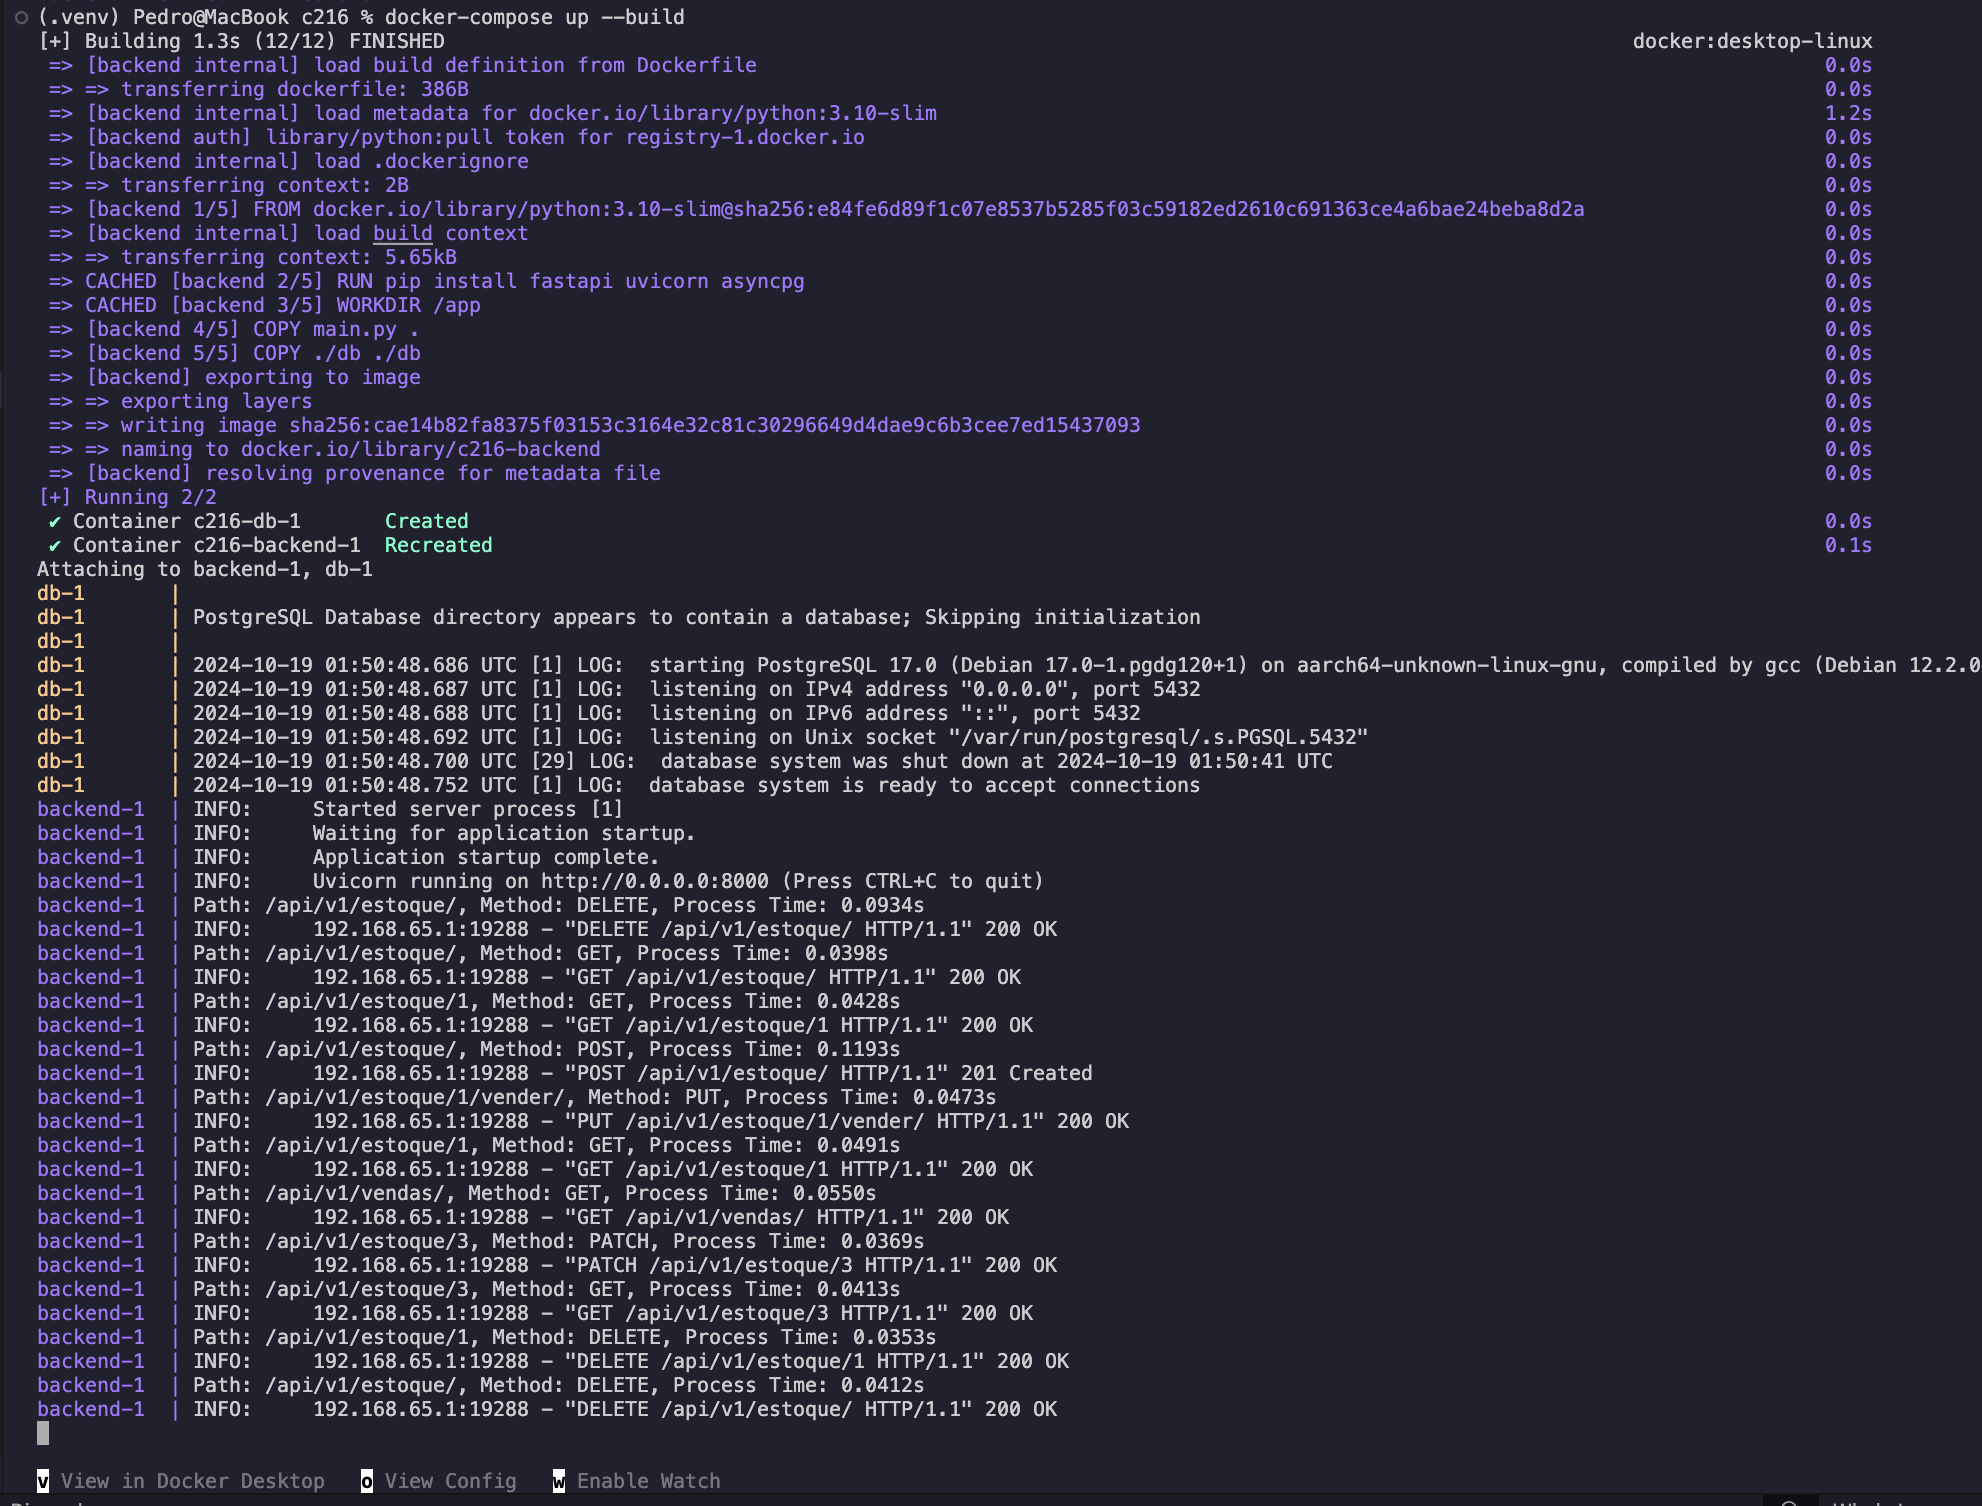 (.venv) Pedro@MacBook c216 % docker-compose up --build
[+] Building 1.3s (12/12) FINISHED docker:desktop-linux
=> [backend internal] load build definition from Dockerfile 0.0s
=> => transferring dockerfile: 386B 0.0s
=> [backend internal] load metadata for docker.io/library/python:3.10-slim 1.2s
=> [backend auth] library/python:pull token for registry-1.docker.io 0.0s
=> [backend internal] load .dockerignore 0.0s
=> => transferring context: 2B 0.0s
=> [backend 1/5] FROM docker.io/library/python:3.10-slim@sha256:e84fe6d89f1c07e8537b5285f03c59182ed2610c691363ce4a6bae24beba8d2a 0.0s
=> [backend internal] load build context 0.0s
=> => transferring context: 5.65kB 0.0s
=> CACHED [backend 2/5] RUN pip install fastapi uvicorn asyncpg 0.0s
=> CACHED [backend 3/5] WORKDIR /app 0.0s
=> [backend 4/5] COPY main.py . 0.0s
=> [backend 5/5] COPY ./db ./db 0.0s
=> [backend] exporting to image 0.0s
=> => exporting layers 0.0s
=> => writing image sha256:cae14b82fa8375f03153c3164e32c81c30296649d4dae9c6b3cee7ed15437093 0.0s
=> => naming to docker.io/library/c216-backend 0.0s
=> [backend] resolving provenance for metadata file 0.0s
[+] Running 2/2
✔ Container c216-db-1 Created 0.0s
✔ Container c216-backend-1 Recreated 0.1s
Attaching to backend-1, db-1
db-1 |
db-1 | PostgreSQL Database directory appears to contain a database; Skipping initialization
db-1 |
db-1 | 2024-10-19 01:50:48.686 UTC [1] LOG: starting PostgreSQL 17.0 (Debian 17.0-1.pgdg120+1) on aarch64-unknown-linux-gnu, compiled by gcc (Debian 12.2.0
db-1 | 2024-10-19 01:50:48.687 UTC [1] LOG: listening on IPv4 address "0.0.0.0", port 5432
db-1 | 2024-10-19 01:50:48.688 UTC [1] LOG: listening on IPv6 address "::", port 5432
db-1 | 2024-10-19 01:50:48.692 UTC [1] LOG: listening on Unix socket "/var/run/postgresql/.s.PGSQL.5432"
db-1 | 2024-10-19 01:50:48.700 UTC [29] LOG: database system was shut down at 2024-10-19 01:50:41 UTC
db-1 | 2024-10-19 01:50:48.752 UTC [1] LOG: database system is ready to accept connections
backend-1 | INFO: Started server process [1]
backend-1 | INFO: Waiting for application startup.
backend-1 | INFO: Application startup complete.
backend-1 | INFO: Uvicorn running on http://0.0.0.0:8000 (Press CTRL+C to quit)
backend-1 | Path: /api/v1/estoque/, Method: DELETE, Process Time: 0.0934s
backend-1 | INFO: 192.168.65.1:19288 - "DELETE /api/v1/estoque/ HTTP/1.1" 200 OK
backend-1 | Path: /api/v1/estoque/, Method: GET, Process Time: 0.0398s
backend-1 | INFO: 192.168.65.1:19288 - "GET /api/v1/estoque/ HTTP/1.1" 200 OK
backend-1 | Path: /api/v1/estoque/1, Method: GET, Process Time: 0.0428s
backend-1 | INFO: 192.168.65.1:19288 - "GET /api/v1/estoque/1 HTTP/1.1" 200 OK
backend-1 | Path: /api/v1/estoque/, Method: POST, Process Time: 0.1193s
backend-1 | INFO: 192.168.65.1:19288 - "POST /api/v1/estoque/ HTTP/1.1" 201 Created
backend-1 | Path: /api/v1/estoque/1/vender/, Method: PUT, Process Time: 0.0473s
backend-1 | INFO: 192.168.65.1:19288 - "PUT /api/v1/estoque/1/vender/ HTTP/1.1" 200 OK
backend-1 | Path: /api/v1/estoque/1, Method: GET, Process Time: 0.0491s
backend-1 | INFO: 192.168.65.1:19288 - "GET /api/v1/estoque/1 HTTP/1.1" 200 OK
backend-1 | Path: /api/v1/vendas/, Method: GET, Process Time: 0.0550s
backend-1 | INFO: 192.168.65.1:19288 - "GET /api/v1/vendas/ HTTP/1.1" 200 OK
backend-1 | Path: /api/v1/estoque/3, Method: PATCH, Process Time: 0.0369s
backend-1 | INFO: 192.168.65.1:19288 - "PATCH /api/v1/estoque/3 HTTP/1.1" 200 OK
backend-1 | Path: /api/v1/estoque/3, Method: GET, Process Time: 0.0413s
backend-1 | INFO: 192.168.65.1:19288 - "GET /api/v1/estoque/3 HTTP/1.1" 200 OK
backend-1 | Path: /api/v1/estoque/1, Method: DELETE, Process Time: 0.0353s
backend-1 | INFO: 192.168.65.1:19288 - "DELETE /api/v1/estoque/1 HTTP/1.1" 200 OK
backend-1 | Path: /api/v1/estoque/, Method: DELETE, Process Time: 0.0412s
backend-1 | INFO: 192.168.65.1:19288 - "DELETE /api/v1/estoque/ HTTP/1.1" 200 OK
v View in Docker Desktop o View Config w Enable Watch